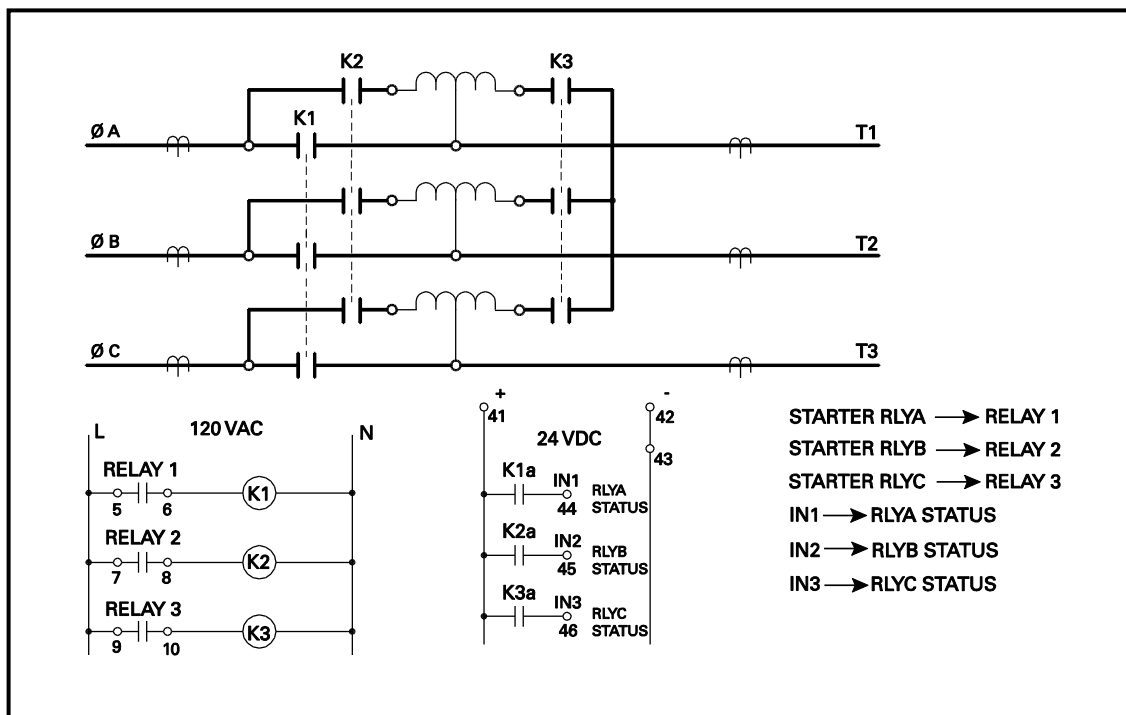 K2
K3
K1
Ø A
T1
Ø B
T2
Ø C
T3
L
120 VAC
N
RELAY 1
5
6
K1
RELAY 2
7
8
K2
RELAY 3
9
10
K3
+
41
-
42
24 VDC
43
K1a
IN1
44
RLYA
STATUS
K2a
IN2
45
RLYB
STATUS
K3a
IN3
46
RLYC
STATUS
STARTER RLYA → RELAY 1
STARTER RLYB → RELAY 2
STARTER RLYC → RELAY 3
IN1 → RLYA STATUS
IN2 → RLYB STATUS
IN3 → RLYC STATUS